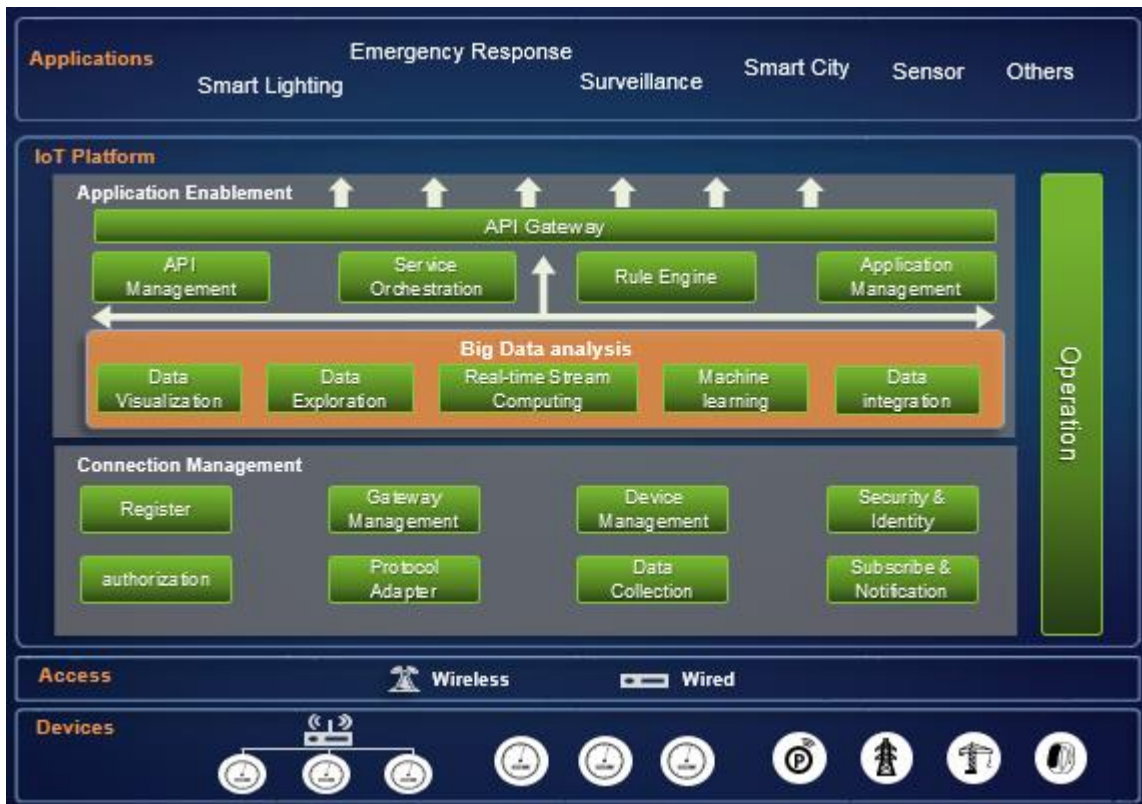 Applications
Emergency Response
Smart Lighting
Surveillance
Smart City
Sensor
Others
IoT Platform
Application Enablement
API Gateway
API
Management
Service
Orchestration
Rule Engine
Application
Management
Big Data analysis
Data
Visualization
Data
Exploration
Real-time Stream
Computing
Machine
learning
Data
integration
Operation
Connection Management
Register
Gateway
Management
Device
Management
Security &
Identity
authorization
Protocol
Adapter
Data
Collection
Subscribe &
Notification
Access
Wireless
Wired
Devices
P